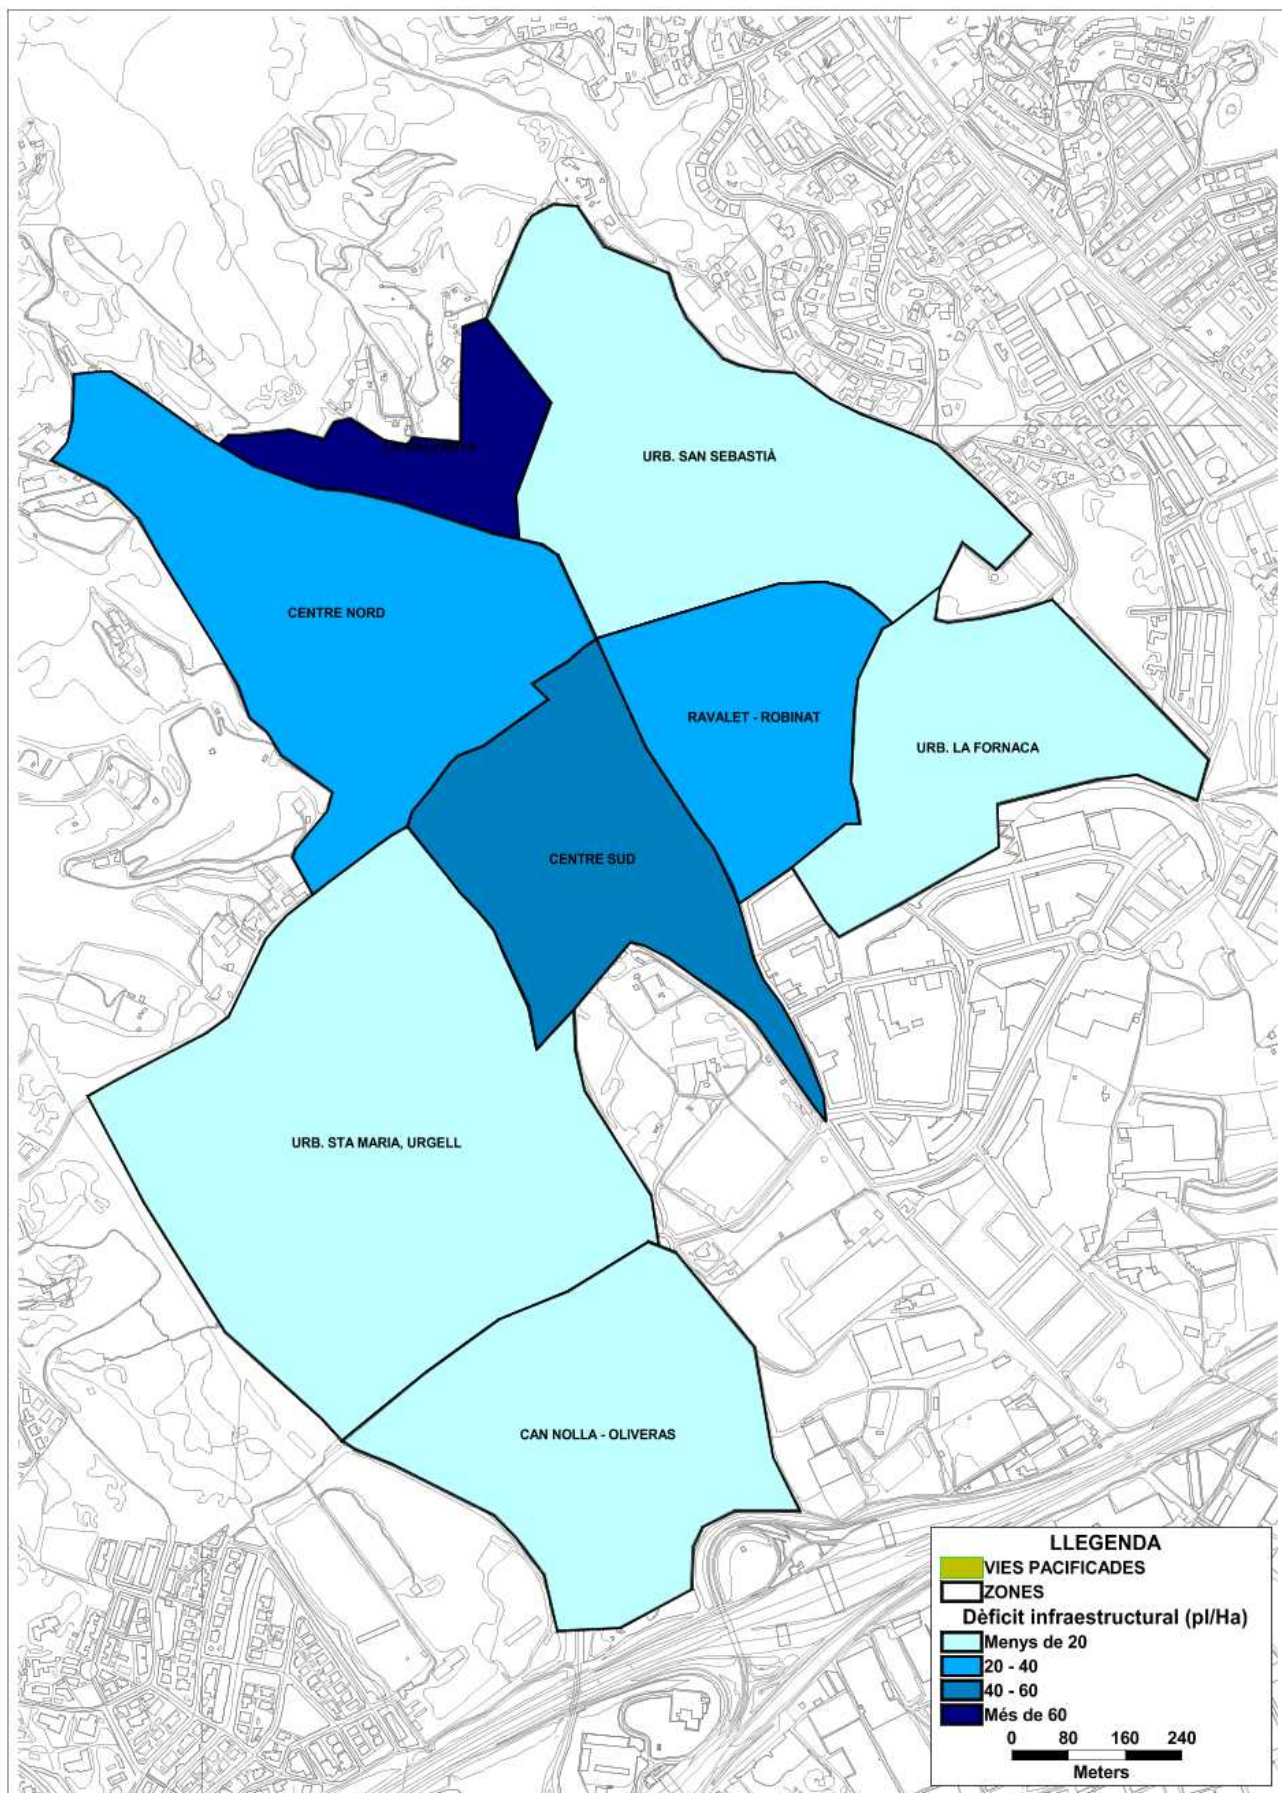 URB. SAN SEBASTIÀ
CENTRE NORD
RAVALET - ROBINAT
URB. LA FORNACA
CENTRE SUD
URB. STA MARIA, URGELL
CAN NOLLA - OLIVERAS
LLEGENDA
VIES PACIFICADES
ZONES
Dèficit infraestructural (pl/Ha)
Menys de 20
20 - 40
40 - 60
Més de 60
0 80 160 240
Meters